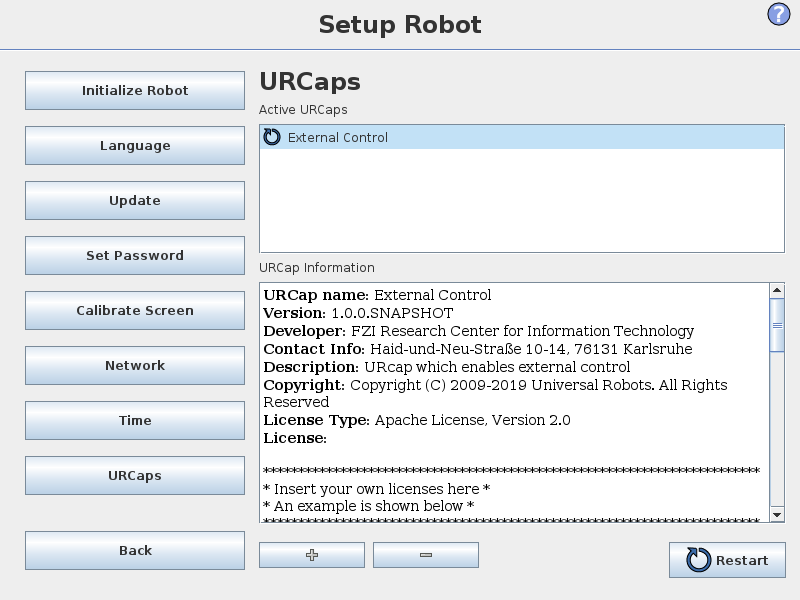 Setup Robot
?
Initialize Robot
Language
Update
Set Password
Calibrate Screen
Network
Time
URCaps
Back
URCaps
Active URCaps
External Control
URCap Information
URCap name: External Control
Version: 1.0.0.SNAPSHOT
Developer: FZI Research Center for Information Technology
Contact Info: Haid-und-Neu-Straße 10-14, 76131 Karlsruhe
Description: URcap which enables external control
Copyright: Copyright (C) 2009-2019 Universal Robots. All Rights
Reserved
License Type: Apache License, Version 2.0
License:
* Insert your own licenses here *
* An example is shown below *
Restart